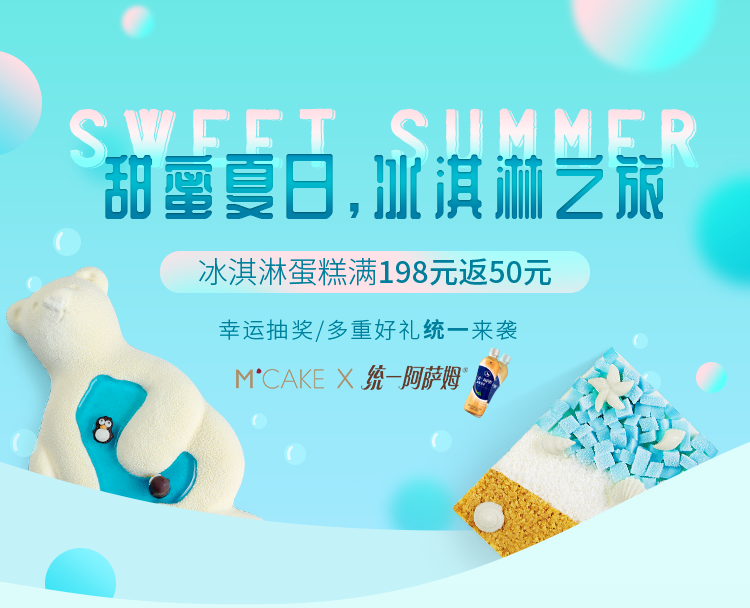 SWEET SUMMER
甜蜜夏日,冰淇淋之旅
冰淇淋蛋糕满198元返50元
幸运抽奖/多重好礼统一来袭
M'CAKE X 统一阿萨姆®